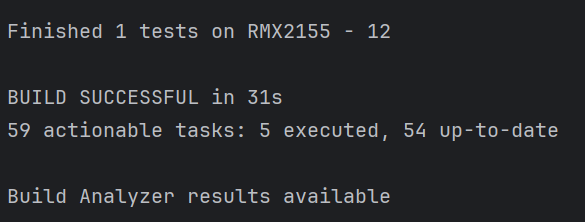 Finished 1 tests on RMX2155 - 12
BUILD SUCCESSFUL in 31s
59 actionable tasks: 5 executed, 54 up-to-date
Build Analyzer results available